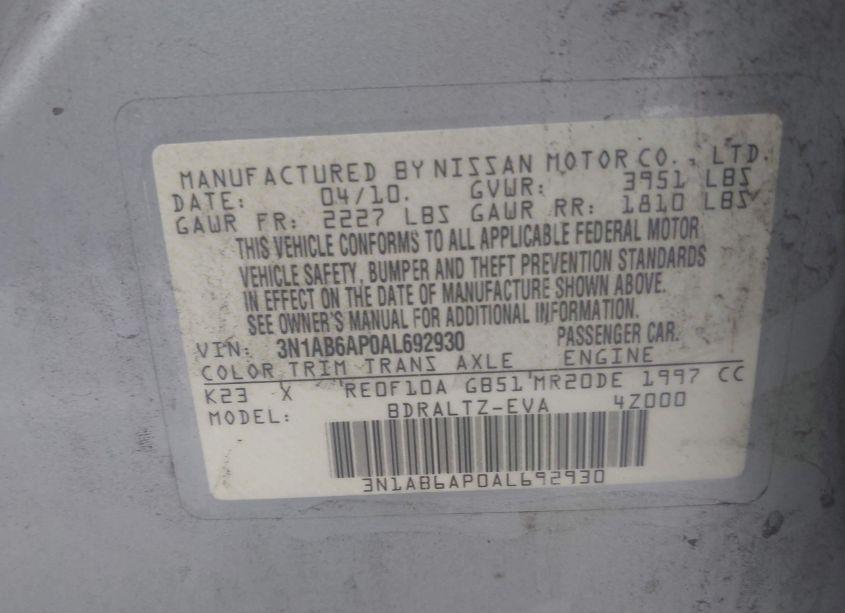 MANUFACTURED BY NISSAN MOTOR CO., LTD.
DATE: 04/10. GVWR: 3951 LBS
GAWR FR: 2227 LBS GAWR RR: 1810 LBS
THIS VEHICLE CONFORMS TO ALL APPLICABLE FEDERAL MOTOR
VEHICLE SAFETY, BUMPER AND THEFT PREVENTION STANDARDS
IN EFFECT ON THE DATE OF MANUFACTURE SHOWN ABOVE.
SEE OWNER'S MANUAL FOR ADDITIONAL INFORMATION.
VIN: 3N1AB6AP0AL692930 PASSENGER CAR.
COLOR TRIM TRANS AXLE ENGINE
K23 X RE0F10A GB51 MR20DE 1997 CC
MODEL: BDRALTZ-EVA 4Z000
3N1AB6AP0AL692930